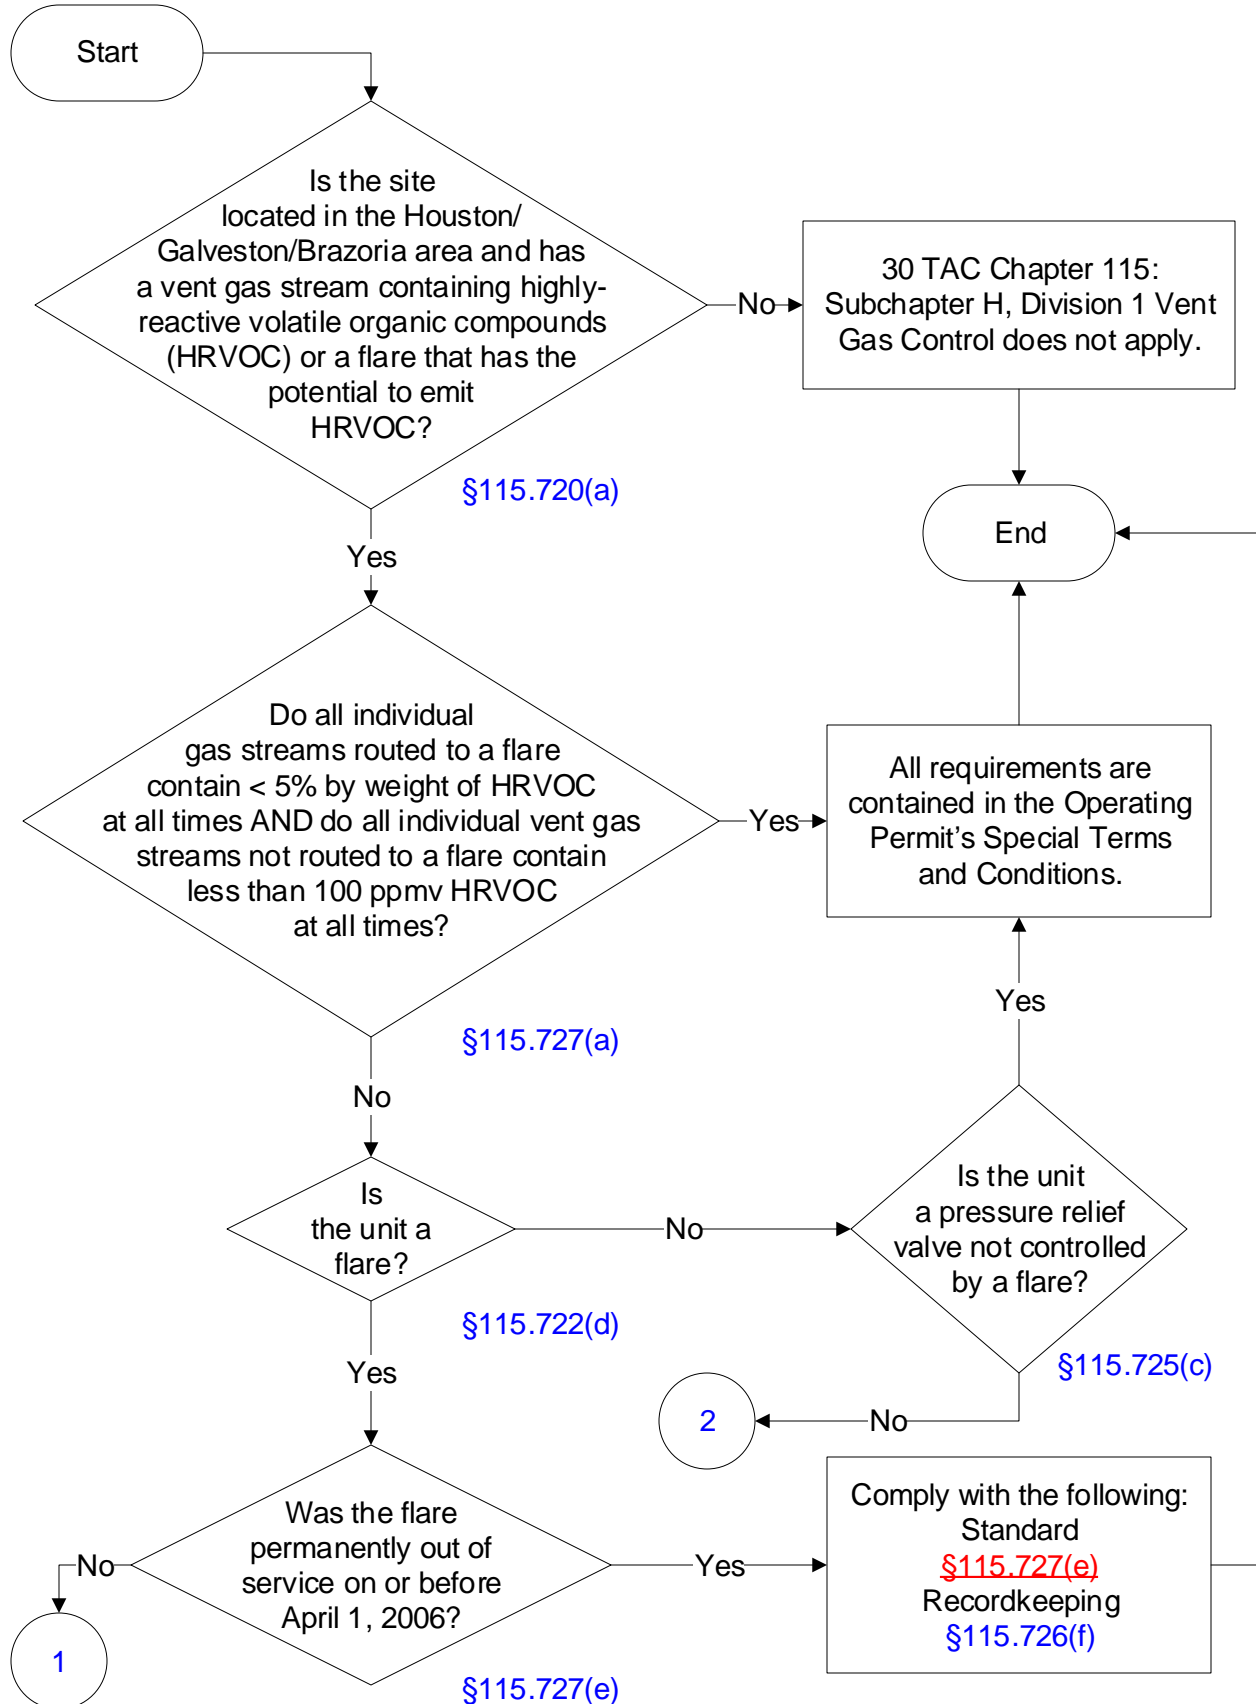 Start
Is the site
located in the Houston/
Galveston/Brazoria area and has
a vent gas stream containing highly-
reactive volatile organic compounds
(HRVOC) or a flare that has the
potential to emit
HRVOC?
§115.720(a)
No
30 TAC Chapter 115:
Subchapter H, Division 1 Vent
Gas Control does not apply.
End
Yes
Do all individual
gas streams routed to a flare
contain < 5% by weight of HRVOC
at all times AND do all individual vent gas
streams not routed to a flare contain
less than 100 ppmv HRVOC
at all times?
§115.727(a)
Yes
All requirements are
contained in the Operating
Permit's Special Terms
and Conditions.
Yes
No
Is
the unit a
flare?
§115.722(d)
No
Is the unit
a pressure relief
valve not controlled
by a flare?
§115.725(c)
No
2
Yes
Was the flare
permanently out of
service on or before
April 1, 2006?
§115.727(e)
No
1
Yes
Comply with the following:
Standard
§115.727(e)
Recordkeeping
§115.726(f)